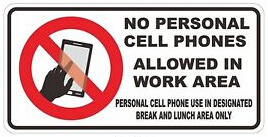 NO PERSONAL
CELL PHONES
ALLOWED IN
WORK AREA
PERSONAL CELL PHONE USE IN DESIGNATED
BREAK AND LUNCH AREA ONLY